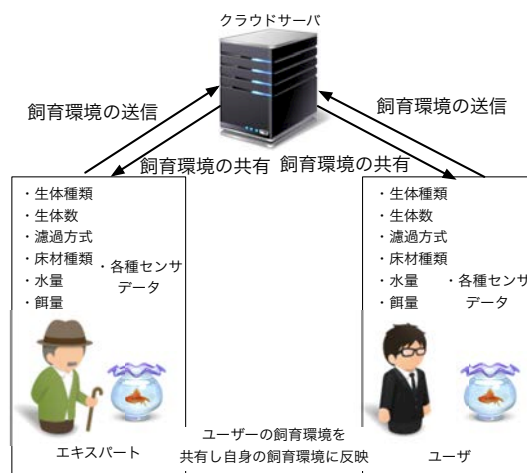 クラウドサーバ
飼育環境の送信
飼育環境の送信
飼育環境の共有
飼育環境の共有
・生体種類
・生体数
・濾過方式
・床材種類
・水量
・餌量
・各種センサ
データ
エキスパート
・生体種類
・生体数
・濾過方式
・床材種類
・水量
・餌量
・各種センサ
データ
ユーザ
ユーザーの飼育環境を
共有し自身の飼育環境に反映